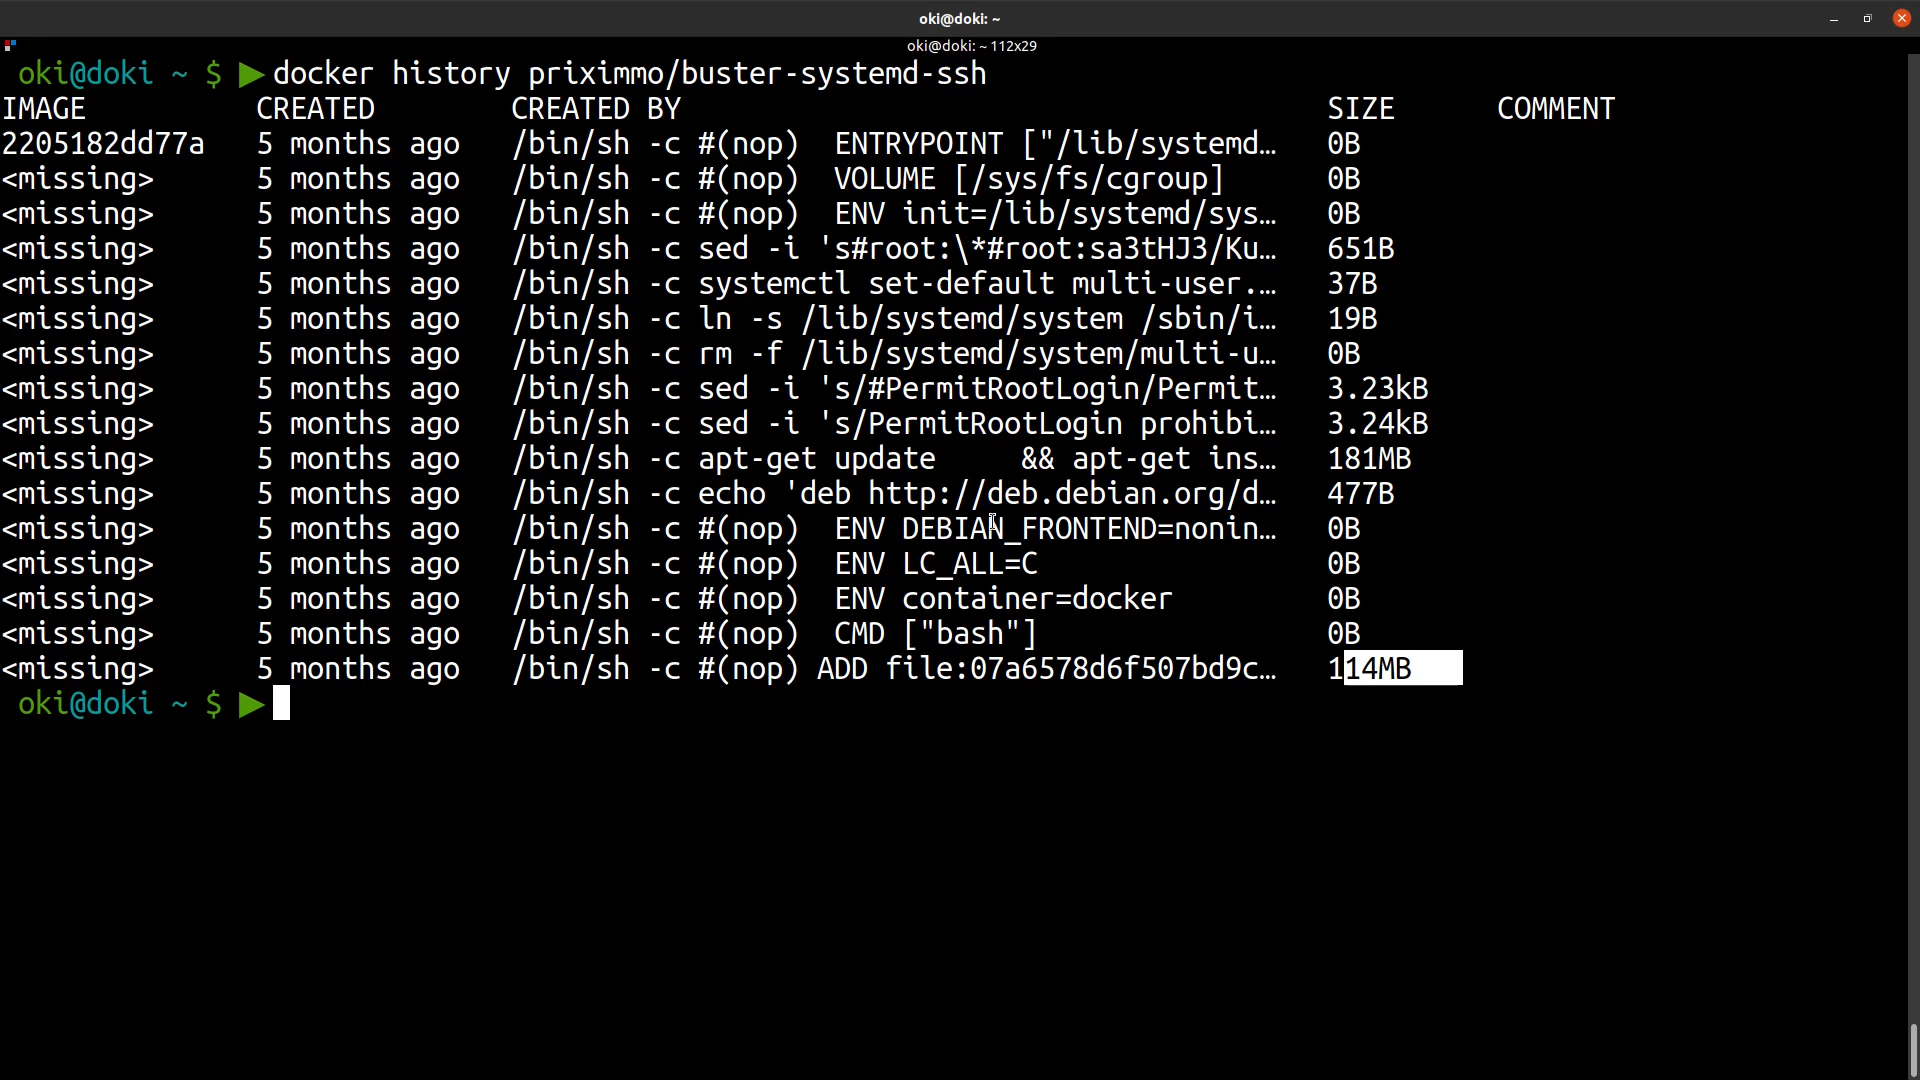 oki@doki: ~
oki@doki: ~ 112x29
oki@doki ~ $ ▶docker history priximmo/buster-systemd-ssh
IMAGE          CREATED        CREATED BY                                      SIZE      COMMENT
2205182dd77a   5 months ago   /bin/sh -c #(nop)  ENTRYPOINT ["/lib/systemd…   0B
<missing>      5 months ago   /bin/sh -c #(nop)  VOLUME [/sys/fs/cgroup]      0B
<missing>      5 months ago   /bin/sh -c #(nop)  ENV init=/lib/systemd/sys…   0B
<missing>      5 months ago   /bin/sh -c sed -i 's#root:\*#root:sa3tHJ3/Ku…   651B
<missing>      5 months ago   /bin/sh -c systemctl set-default multi-user.…   37B
<missing>      5 months ago   /bin/sh -c ln -s /lib/systemd/system /sbin/i…   19B
<missing>      5 months ago   /bin/sh -c rm -f /lib/systemd/system/multi-u…   0B
<missing>      5 months ago   /bin/sh -c sed -i 's/#PermitRootLogin/Permit…   3.23kB
<missing>      5 months ago   /bin/sh -c sed -i 's/PermitRootLogin prohibi…   3.24kB
<missing>      5 months ago   /bin/sh -c apt-get update     && apt-get ins…   181MB
<missing>      5 months ago   /bin/sh -c echo 'deb http://deb.debian.org/d…   477B
<missing>      5 months ago   /bin/sh -c #(nop)  ENV DEBIAN_FRONTEND=nonin…   0B
<missing>      5 months ago   /bin/sh -c #(nop)  ENV LC_ALL=C                 0B
<missing>      5 months ago   /bin/sh -c #(nop)  ENV container=docker         0B
<missing>      5 months ago   /bin/sh -c #(nop)  CMD ["bash"]                 0B
<missing>      5 months ago   /bin/sh -c #(nop) ADD file:07a6578d6f507bd9c…   114MB
oki@doki ~ $ ▶